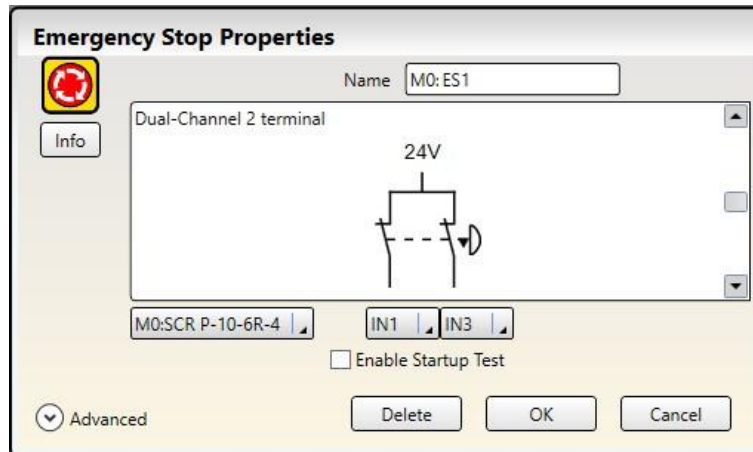 Emergency Stop Properties
Name M0: ES1
Info
Dual-Channel 2 terminal
24V
M0:SCR P-10-6R-4 IN1 IN3
Enable Startup Test
Advanced Delete OK Cancel